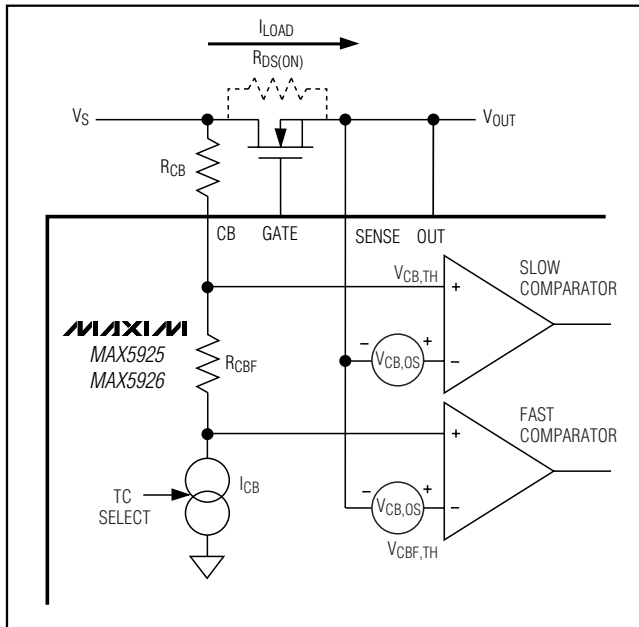 ILOAD
RDS(ON)
VS
VOUT
RCB
CB GATE SENSE OUT
VCB,TH
SLOW
COMPARATOR
+
MAXIM
MAX5925
MAX5926
RCBF
- +
VCB,OS
-
FAST
COMPARATOR
+
ICB
TC
SELECT
- +
VCB,OS
-
VCBF,TH